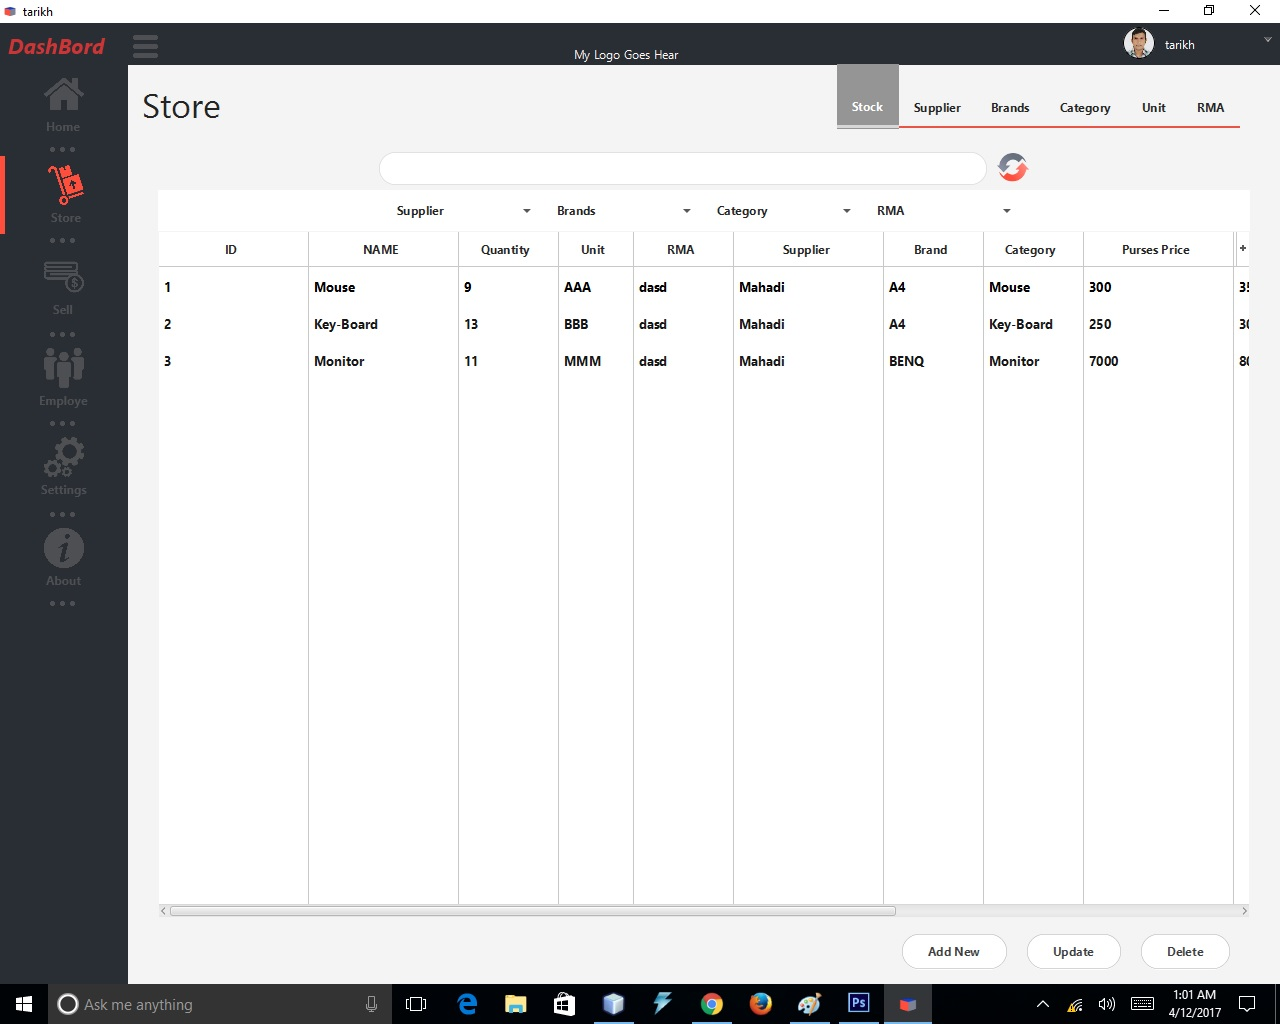 tarikh
DashBord
My Logo Goes Hear
tarikh
Home
Store
Sell
Employe
Settings
About
Store
Stock Supplier Brands Category Unit RMA
Supplier Brands Category RMA
ID NAME Quantity Unit RMA Supplier Brand Category Purses Price +
1 Mouse 9 AAA dasd Mahadi A4 Mouse 300
2 Key-Board 13 BBB dasd Mahadi A4 Key-Board 250
3 Monitor 11 MMM dasd Mahadi BENQ Monitor 7000
Add New Update Delete
Ask me anything
Ps
1:01 AM
4/12/2017